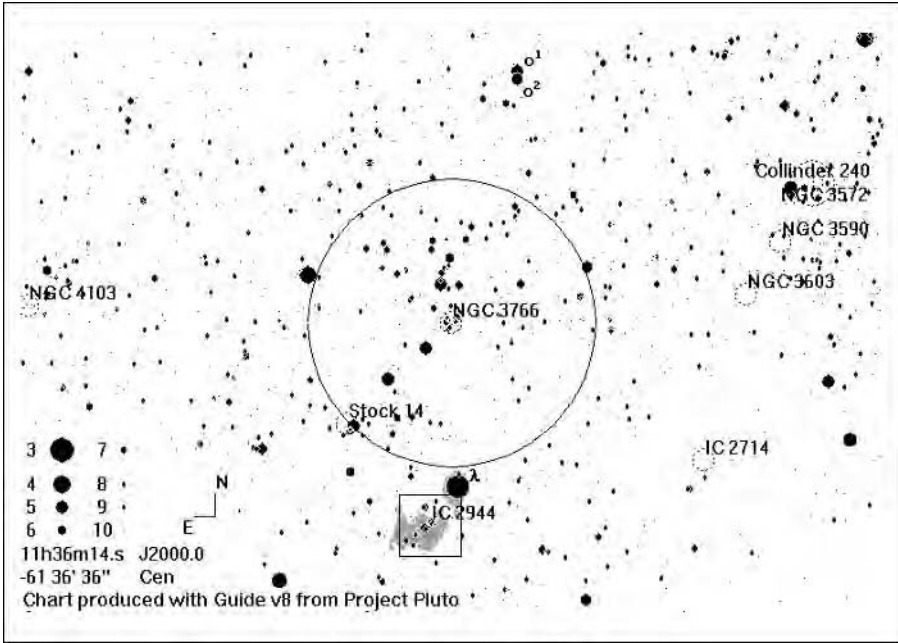 o1
o2
Collinder 240
NGC 3572
NGC 3590
NGC 4103
NGC 3603
NGC 3766
Stock 14
IC 2714
λ
IC 2944
3 7
4 8
5 9
6 10
N
E
11h36m14.s J2000.0
-61 36' 36" Cen
Chart produced with Guide v8 from Project Pluto